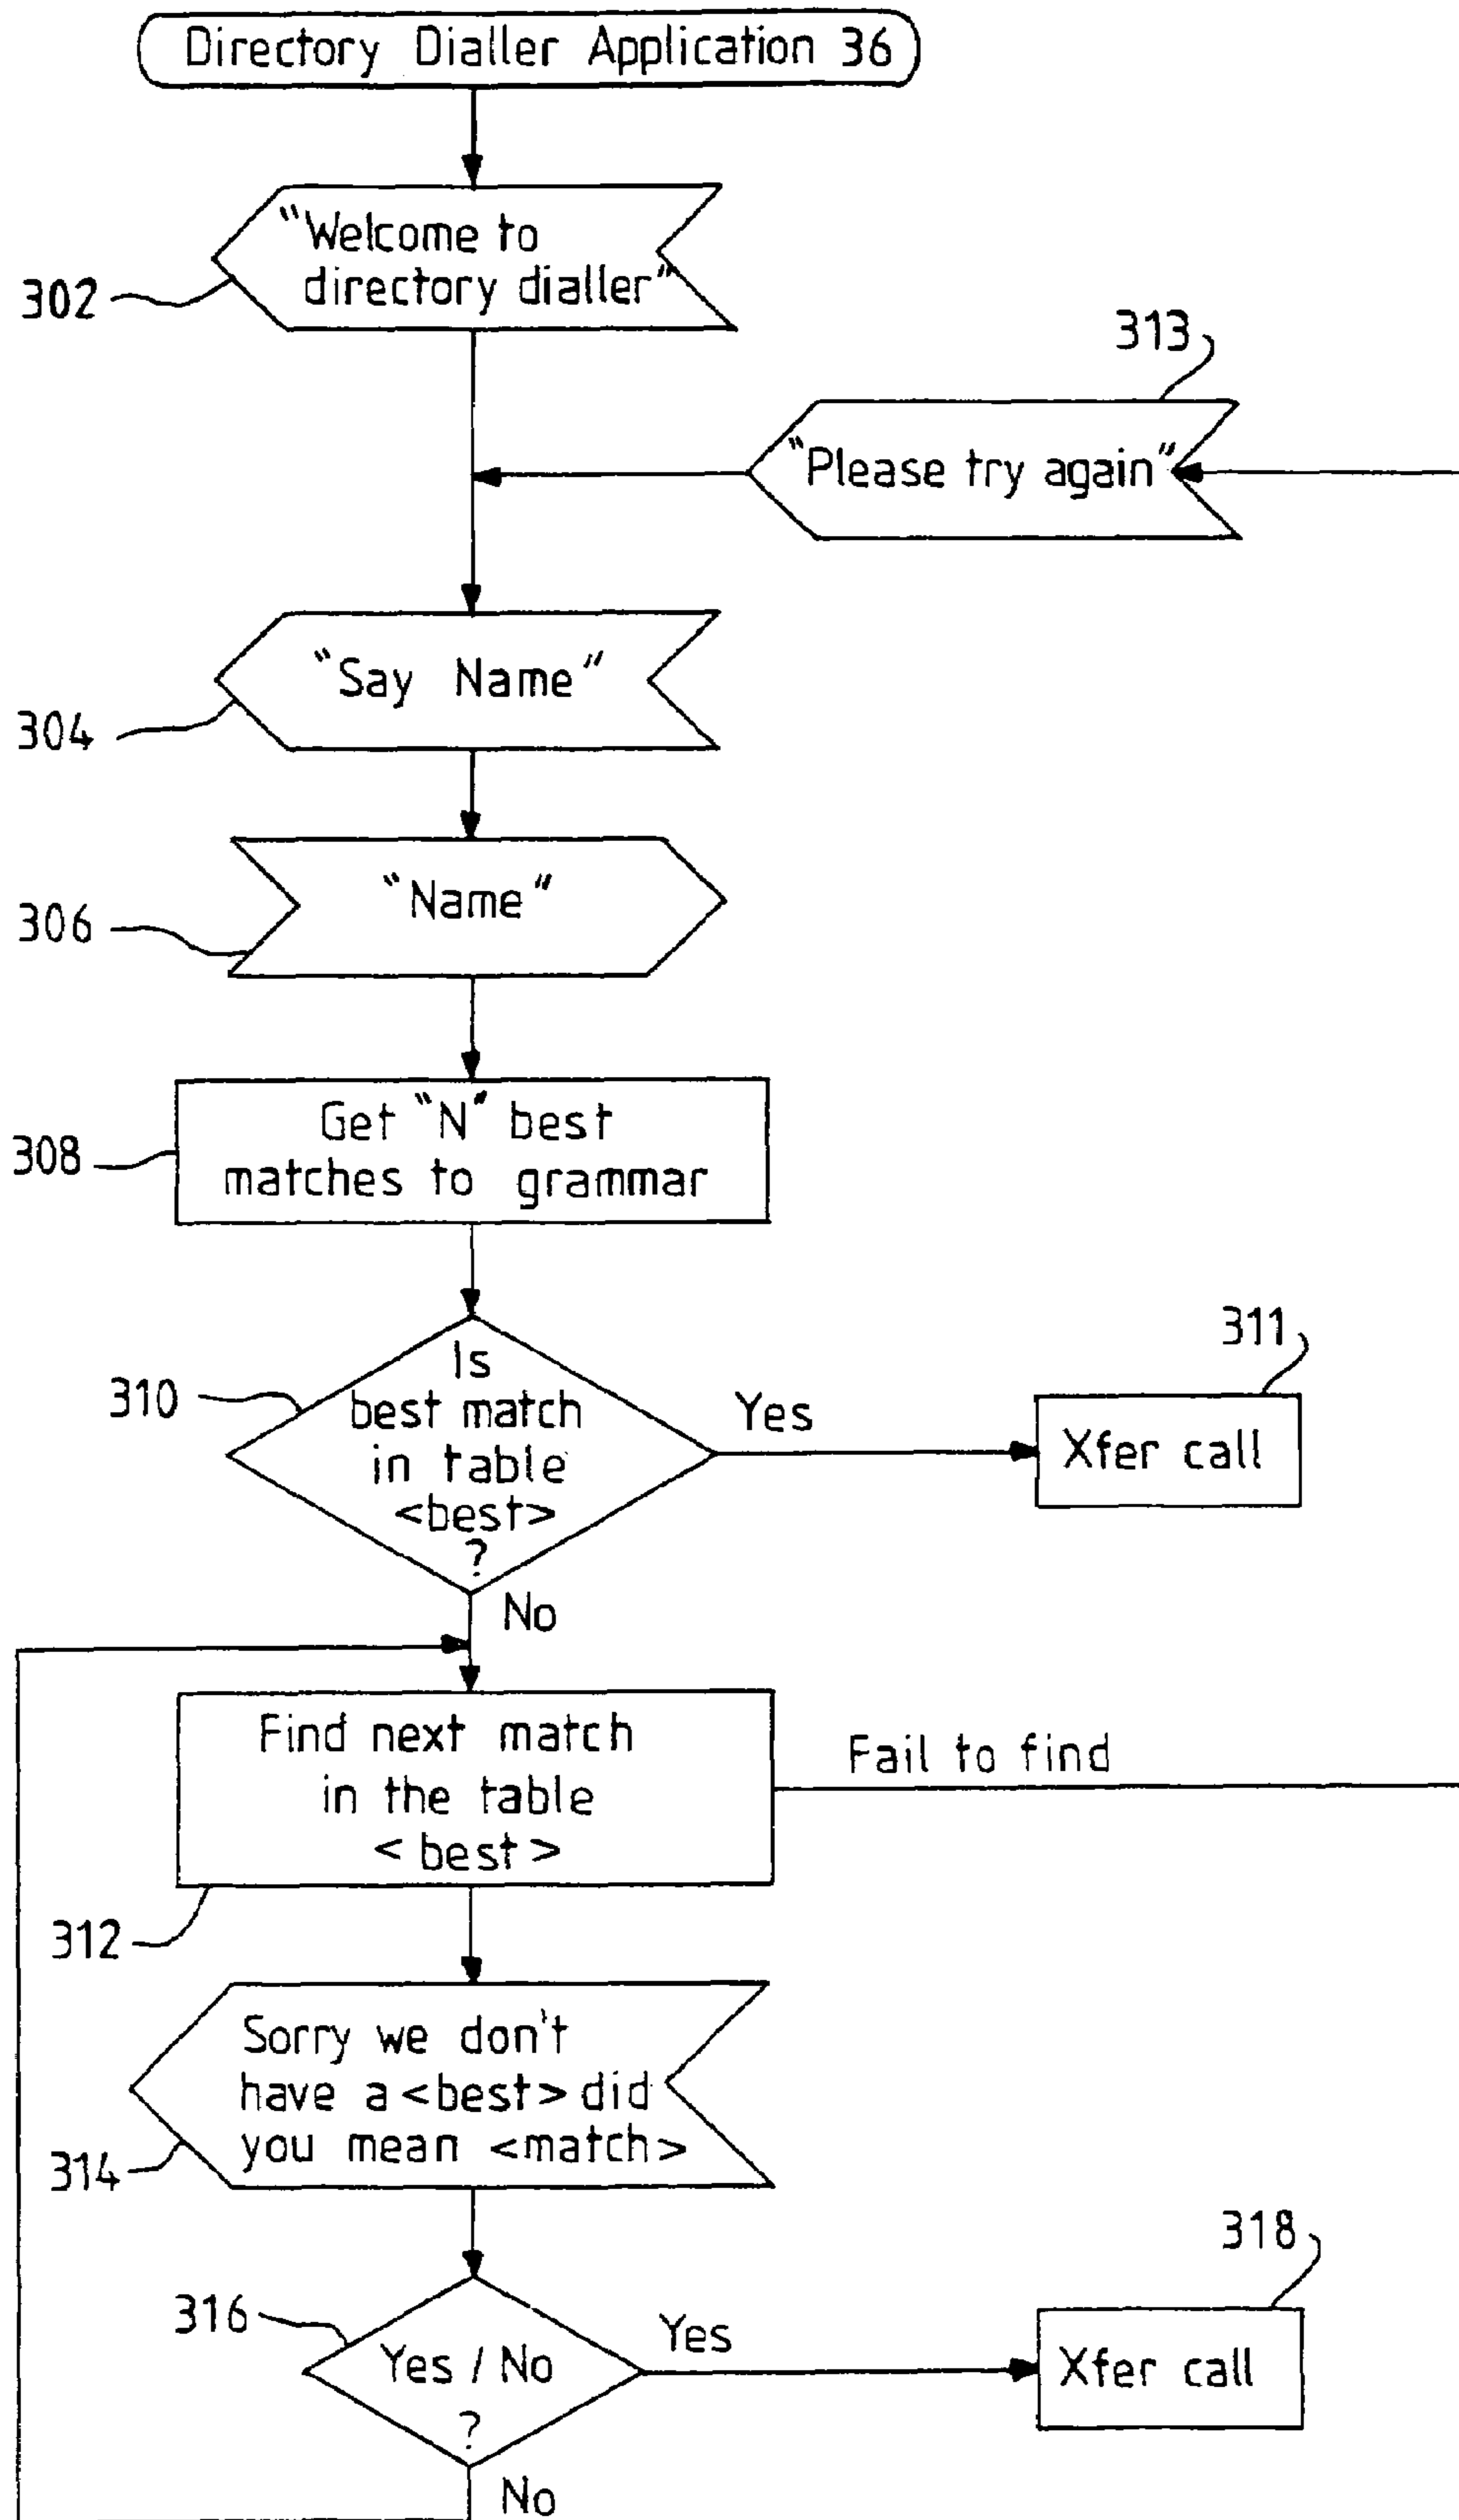 Directory Dialler Application 36
"Welcome to
directory dialler"
302
313
"Please try again"
"Say Name"
304
"Name"
306
Get "N" best
matches to grammar
308
Is
best match
in table
<best>
?
310
Yes
311
Xfer call
No
Find next match
in the table
<best>
Fail to find
312
Sorry we don't
have a <best> did
you mean <match>
314
316
Yes / No
?
Yes
318
Xfer call
No